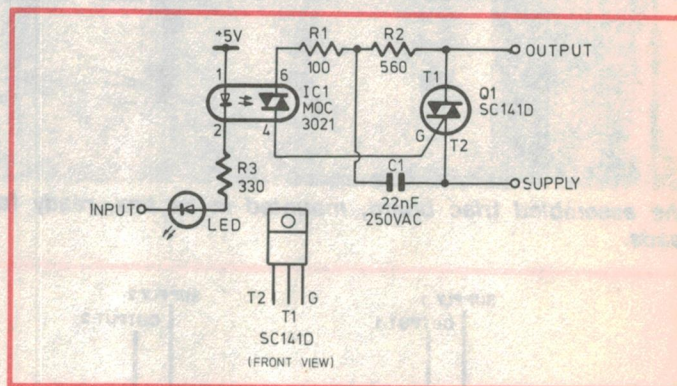 +5V
R1
100
R2
560
OUTPUT
1
6
IC1
MOC
3021
2
4
T1
Q1
SC141D
G
T2
R3
330
C1
22nF
250VAC
SUPPLY
INPUT
LED
T2
T1
G
SC141D
(FRONT VIEW)